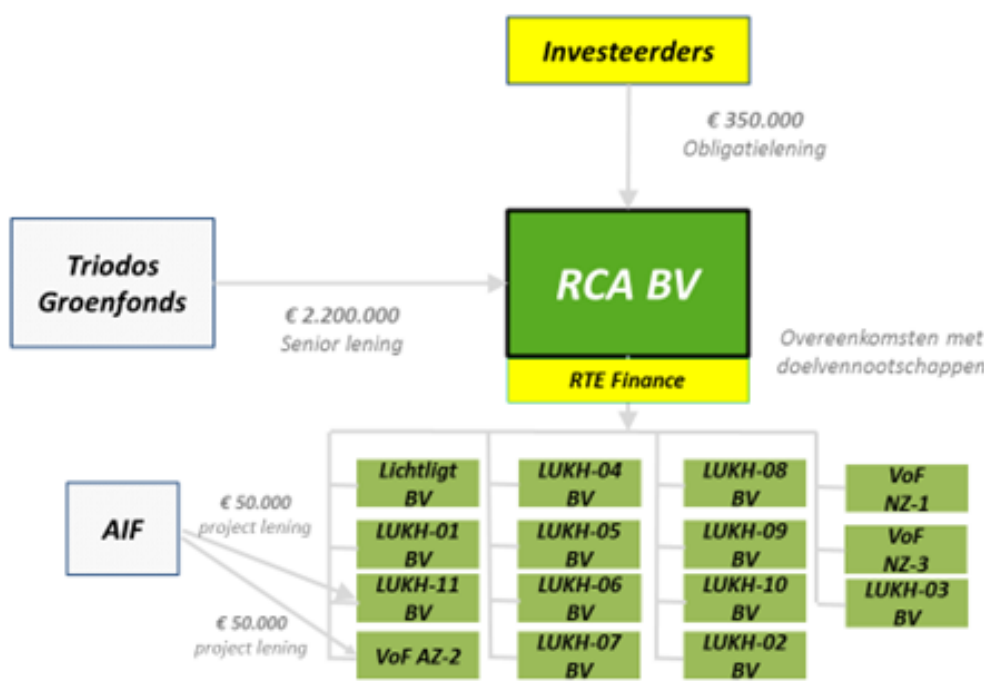 Investeerders
€ 350.000
Obligatielening
Triodos
Groenfonds
€ 2.200.000
Senior lening
RCA BV
RTE Finance
Overeenkomsten met
doelvennootschappen
AIF
€ 50.000
project lening
€ 50.000
project lening
Lichtligt
BV
LUKH-01
BV
LUKH-11
BV
VoF AZ-2
LUKH-04
BV
LUKH-05
BV
LUKH-06
BV
LUKH-07
BV
LUKH-08
BV
LUKH-09
BV
LUKH-10
BV
LUKH-02
BV
VoF
NZ-1
VoF
NZ-3
LUKH-03
BV